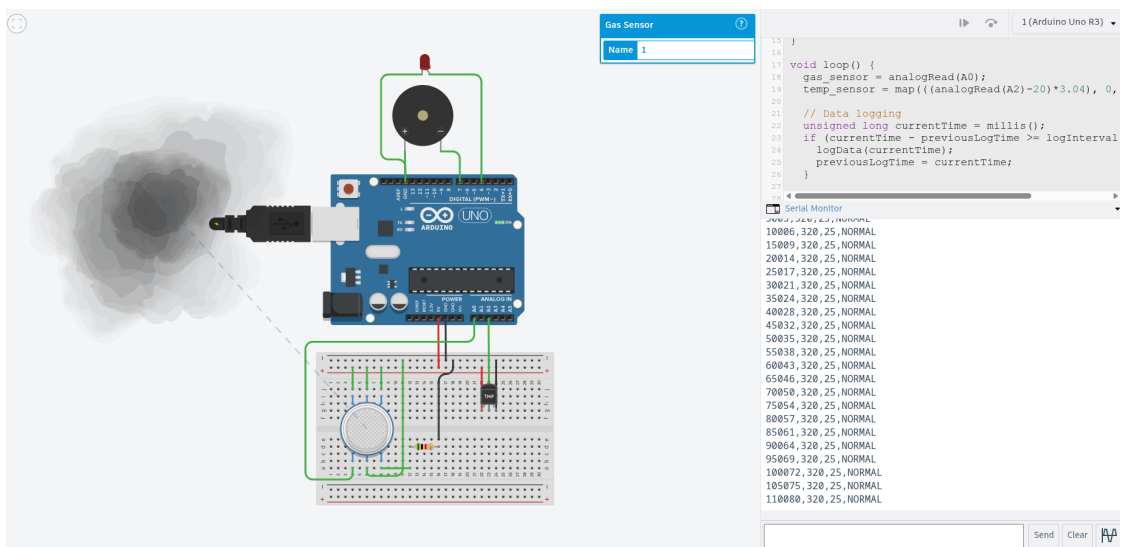 Gas Sensor
Name 1
1 (Arduino Uno R3)
15 }
16
17 void loop() {
18 gas_sensor = analogRead(A0);
19 temp_sensor = map(((analogRead(A2)-20)*3.04), 0,
20
21 // Data logging
22 unsigned long currentTime = millis();
23 if (currentTime - previousLogTime >= logInterval
24 logData(currentTime);
25 previousLogTime = currentTime;
26 }
27
Serial Monitor
10006,320,25,NORMAL
15009,320,25,NORMAL
20014,320,25,NORMAL
25017,320,25,NORMAL
30021,320,25,NORMAL
35024,320,25,NORMAL
40028,320,25,NORMAL
45032,320,25,NORMAL
50035,320,25,NORMAL
55038,320,25,NORMAL
60043,320,25,NORMAL
65046,320,25,NORMAL
70050,320,25,NORMAL
75054,320,25,NORMAL
80057,320,25,NORMAL
85061,320,25,NORMAL
90064,320,25,NORMAL
95069,320,25,NORMAL
100072,320,25,NORMAL
105075,320,25,NORMAL
110080,320,25,NORMAL
Send Clear
DIGITAL (PWM~)
UNO
ARDUINO
ON
POWER
ANALOG IN
A0 A1 A2 A3 A4 A5
TMP